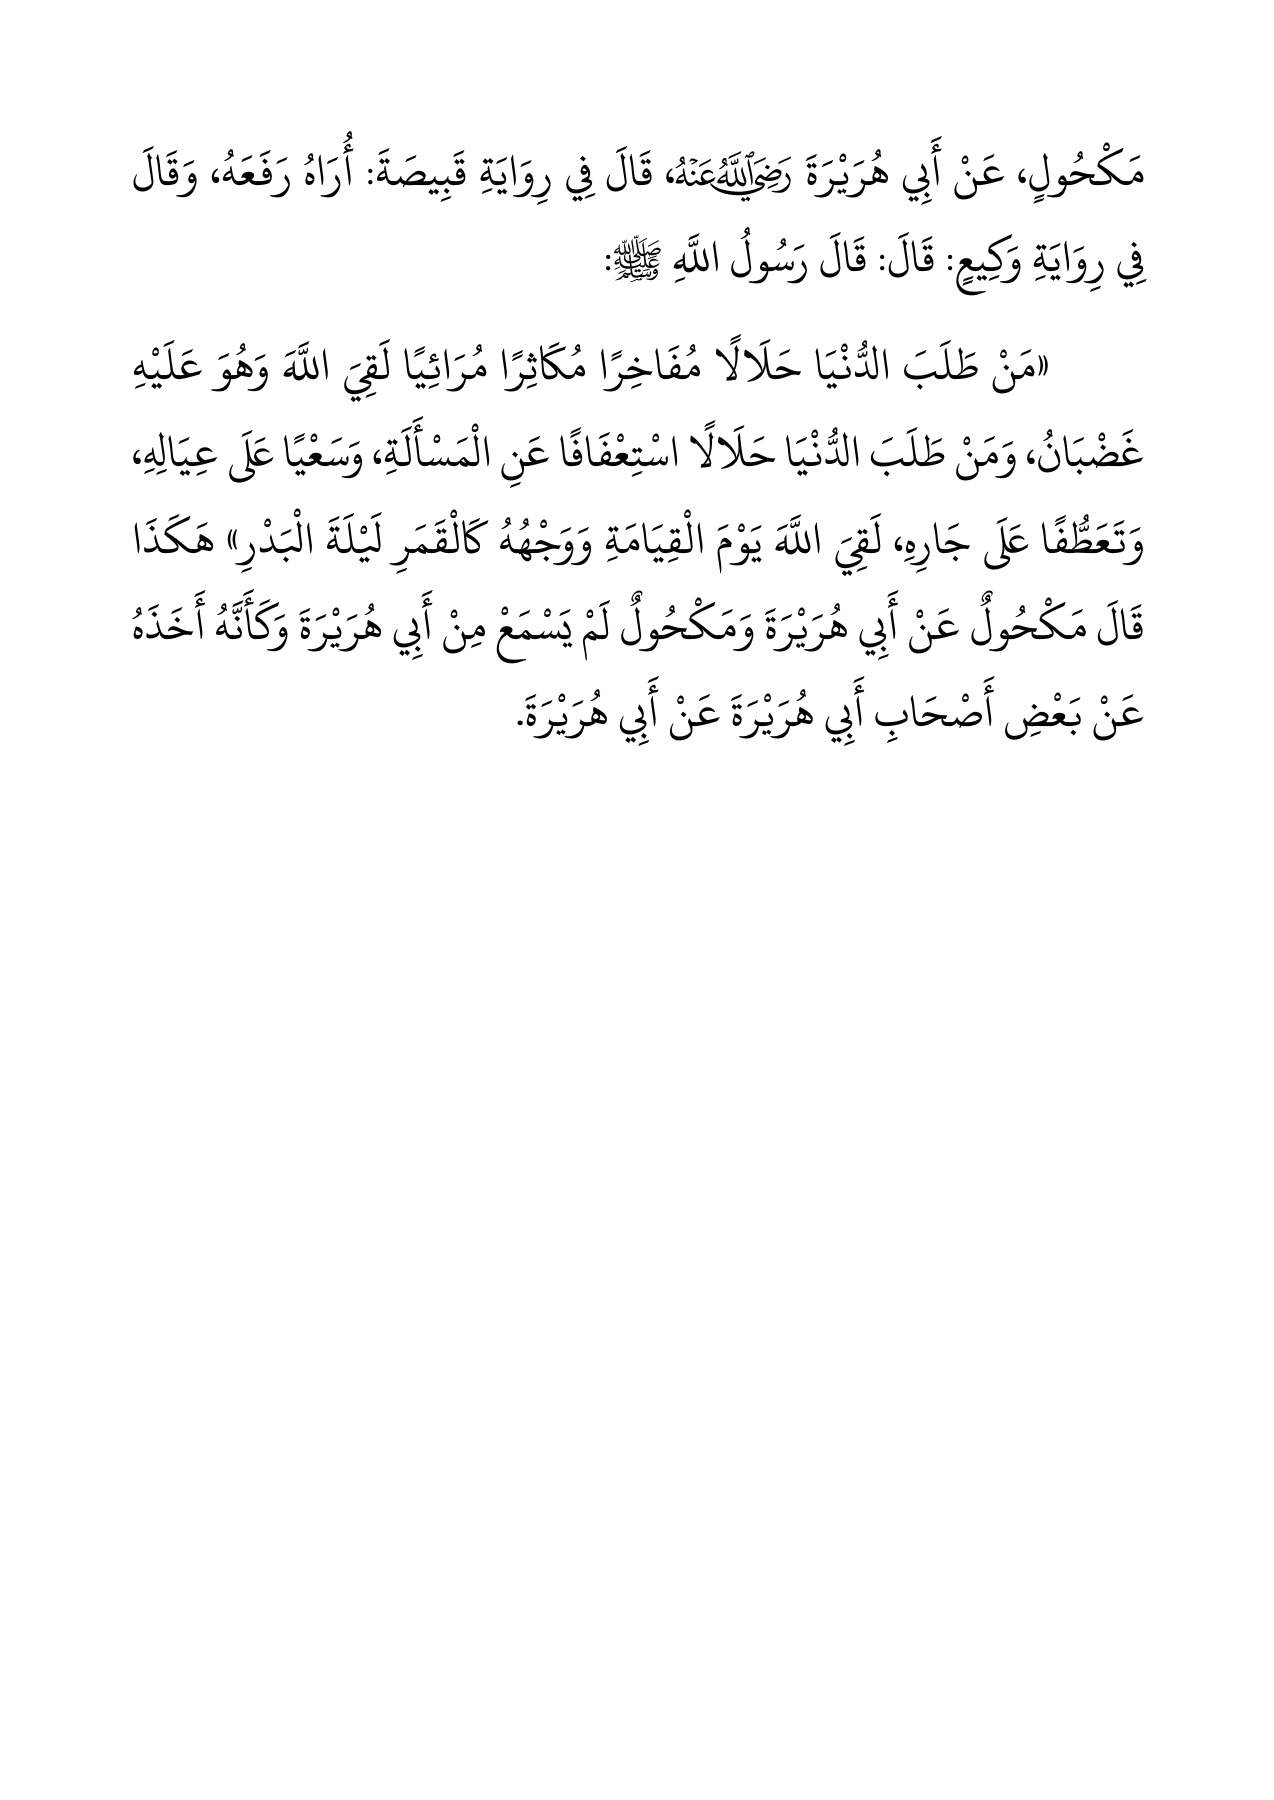 مَكْحُولٍ، عَنْ أَبِي هُرَيْرَةَ رَضِيَ اللَّهُ عَنْهُ، قَالَ فِي رِوَايَةِ قَبِيصَةَ: أُرَاهُ رَفَعَهُ، وَقَالَ
فِي رِوَايَةِ وَكِيعٍ: قَالَ: قَالَ رَسُولُ اللَّهِ ﷺ:
«مَنْ طَلَبَ الدُّنْيَا حَلَالًا مُفَاخِرًا مُكَاثِرًا مُرَائِيًا لَقِيَ اللَّهَ وَهُوَ عَلَيْهِ
غَضْبَانُ، وَمَنْ طَلَبَ الدُّنْيَا حَلَالًا اسْتِعْفَافًا عَنِ الْمَسْأَلَةِ، وَسَعْيًا عَلَى عِيَالِهِ،
وَتَعَطُّفًا عَلَى جَارِهِ، لَقِيَ اللَّهَ يَوْمَ الْقِيَامَةِ وَوَجْهُهُ كَالْقَمَرِ لَيْلَةَ الْبَدْرِ» هَكَذَا
قَالَ مَكْحُولٌ عَنْ أَبِي هُرَيْرَةَ وَمَكْحُولٌ لَمْ يَسْمَعْ مِنْ أَبِي هُرَيْرَةَ وَكَأَنَّهُ أَخَذَهُ
عَنْ بَعْضِ أَصْحَابِ أَبِي هُرَيْرَةَ عَنْ أَبِي هُرَيْرَةَ.